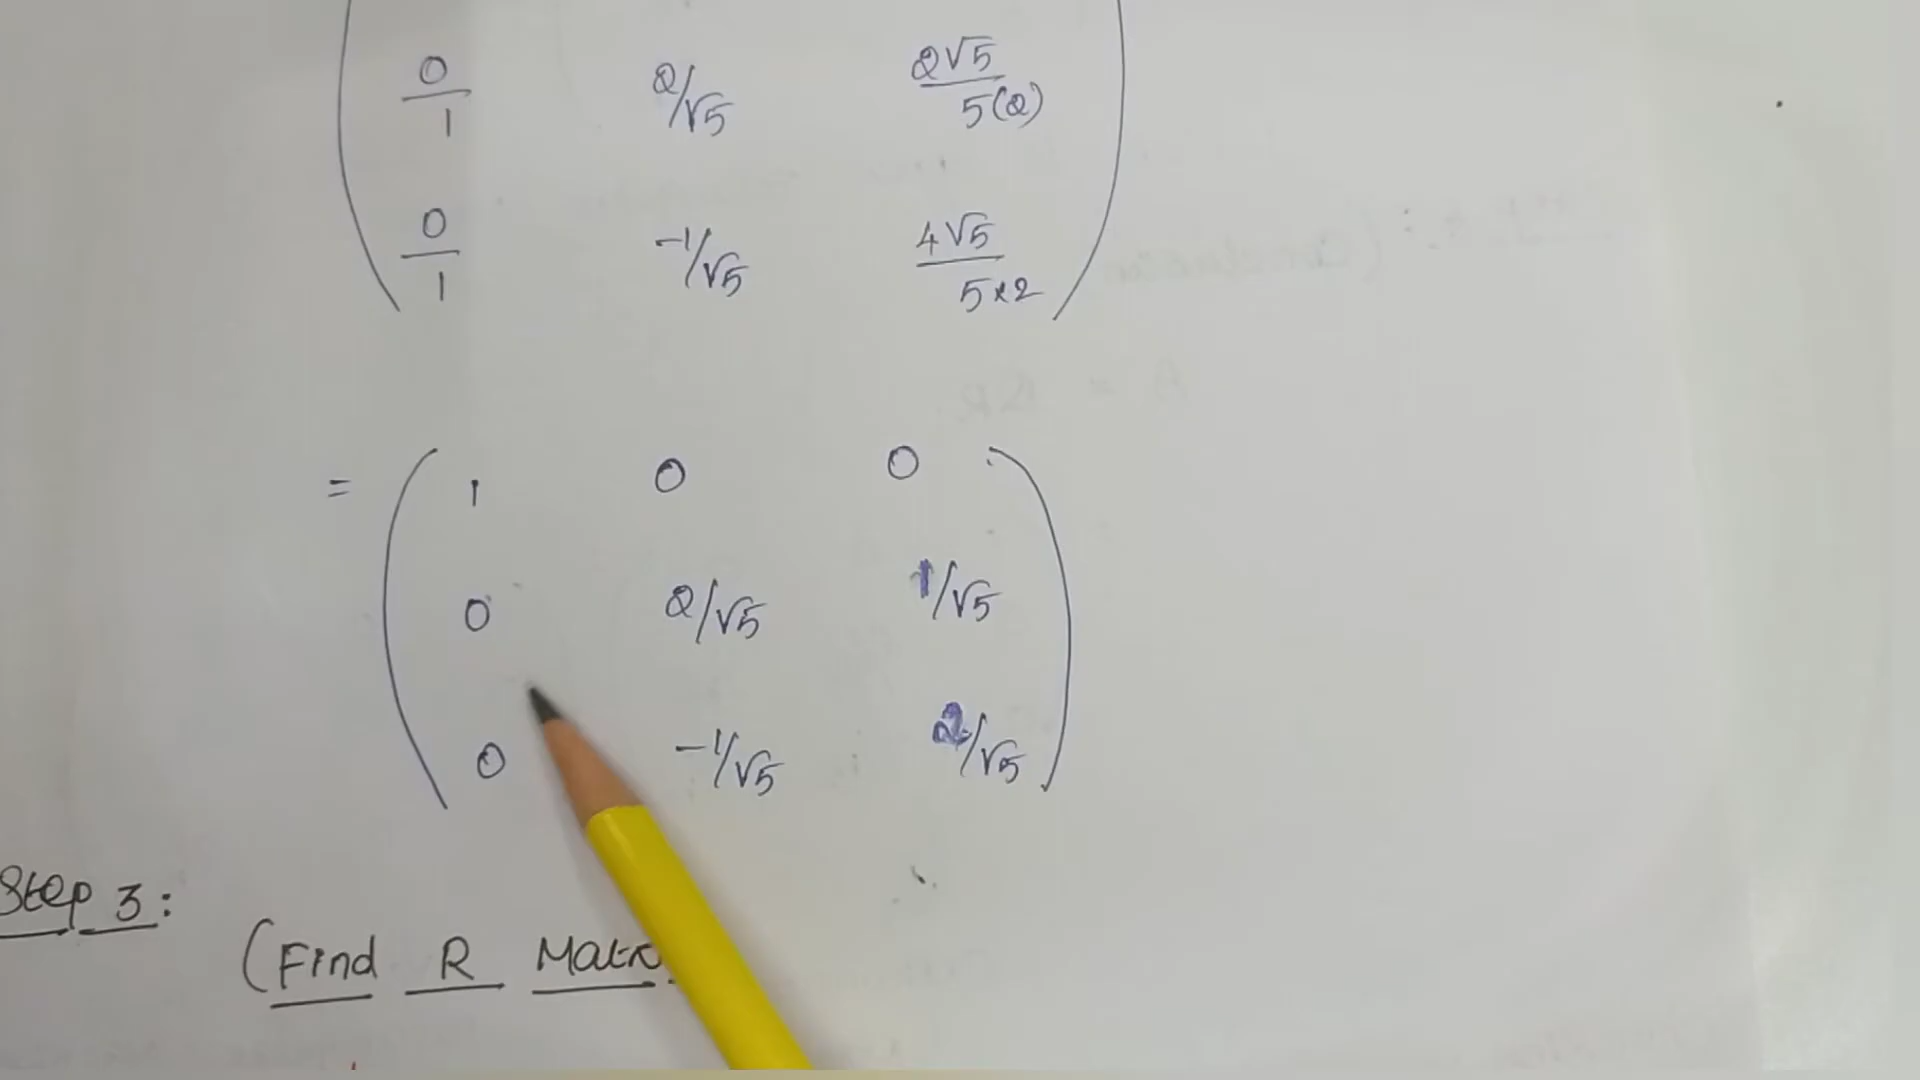 0/1 2/√5 2√5/5(2)
0/1 -1/√5 4√5/5×2
= 1 0 0
0 2/√5 1/√5
0 -1/√5 2/√5
Step 3:
(Find R